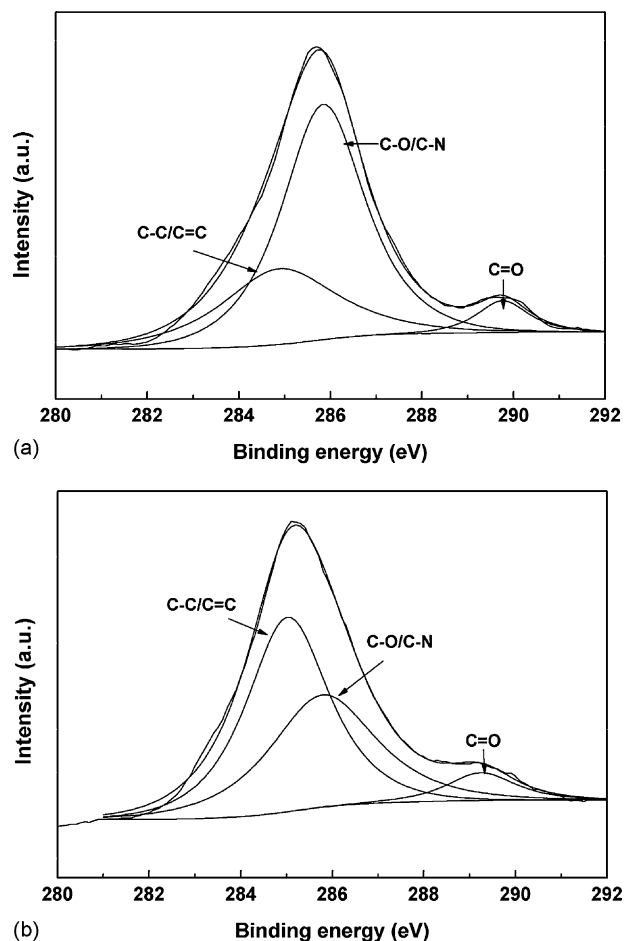 Intensity (a.u.)
C-O/C-N
C-C/C=C
C=O
280 282 284 286 288 290 292
(a)
Binding energy (eV)
Intensity (a.u.)
C-C/C=C
C-O/C-N
C=O
280 282 284 286 288 290 292
(b)
Binding energy (eV)